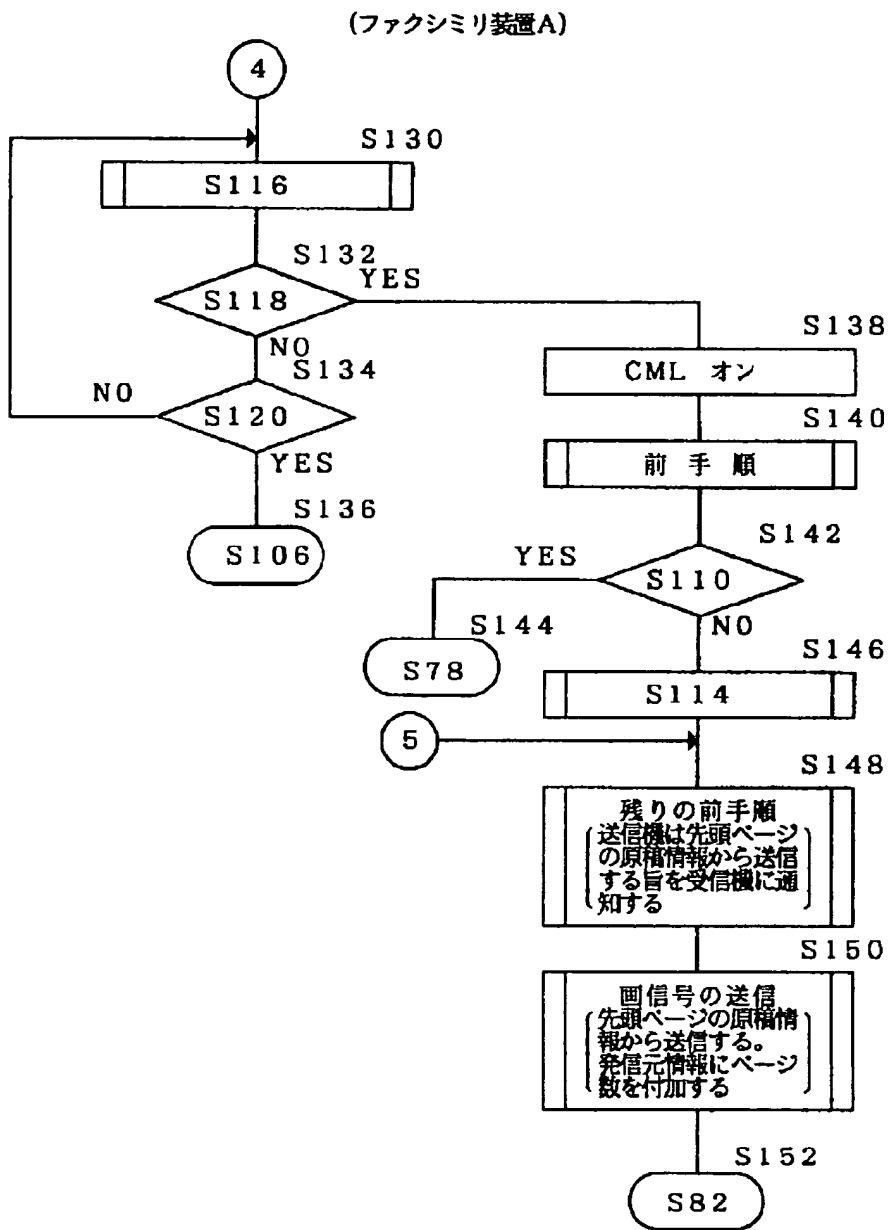 (ファクシミリ装置A)
4
S130
S116
S132
YES
S118
S138
NO
CML オン
S134
NO
S120
S140
YES
前 手 順
S136
S142
S106
YES
S110
S144
NO
S146
S78
S114
5
S148
残りの前手順
送信機は先頭ページ
の原稿情報から送信
する旨を受信機に通
知する
S150
画信号の送信
先頭ページの原稿情
報から送信する。
発信元情報にページ
数を付加する
S152
S82